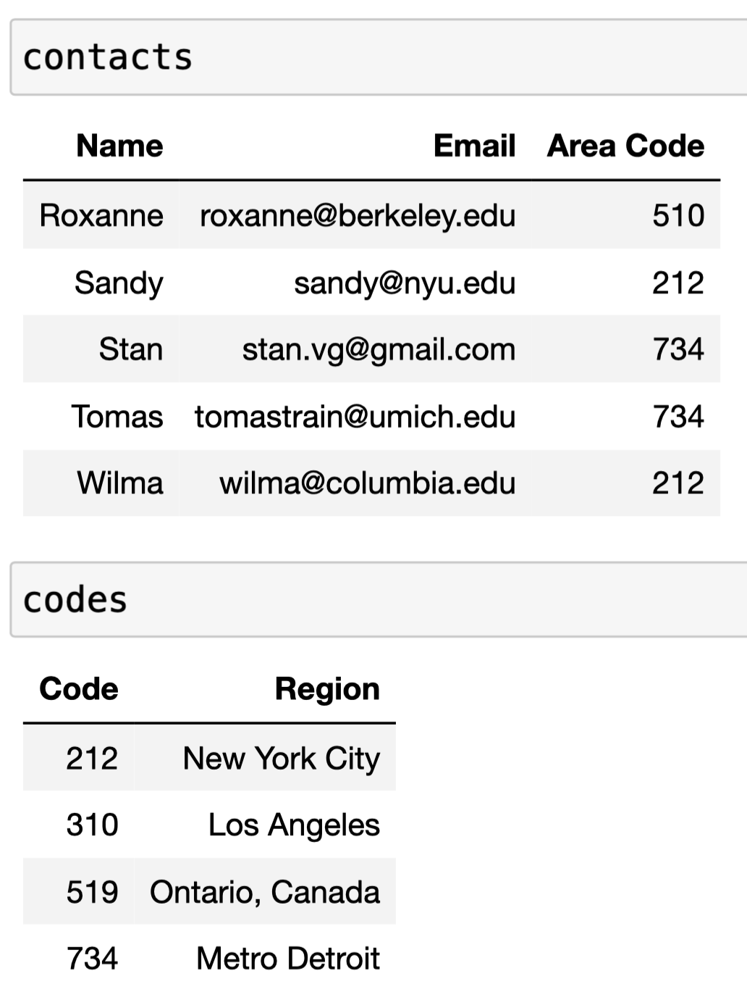 contacts
Name Email Area Code
Roxanne roxanne@berkeley.edu 510
Sandy sandy@nyu.edu 212
Stan stan.vg@gmail.com 734
Tomas tomastrain@umich.edu 734
Wilma wilma@columbia.edu 212
codes
Code Region
212 New York City
310 Los Angeles
519 Ontario, Canada
734 Metro Detroit